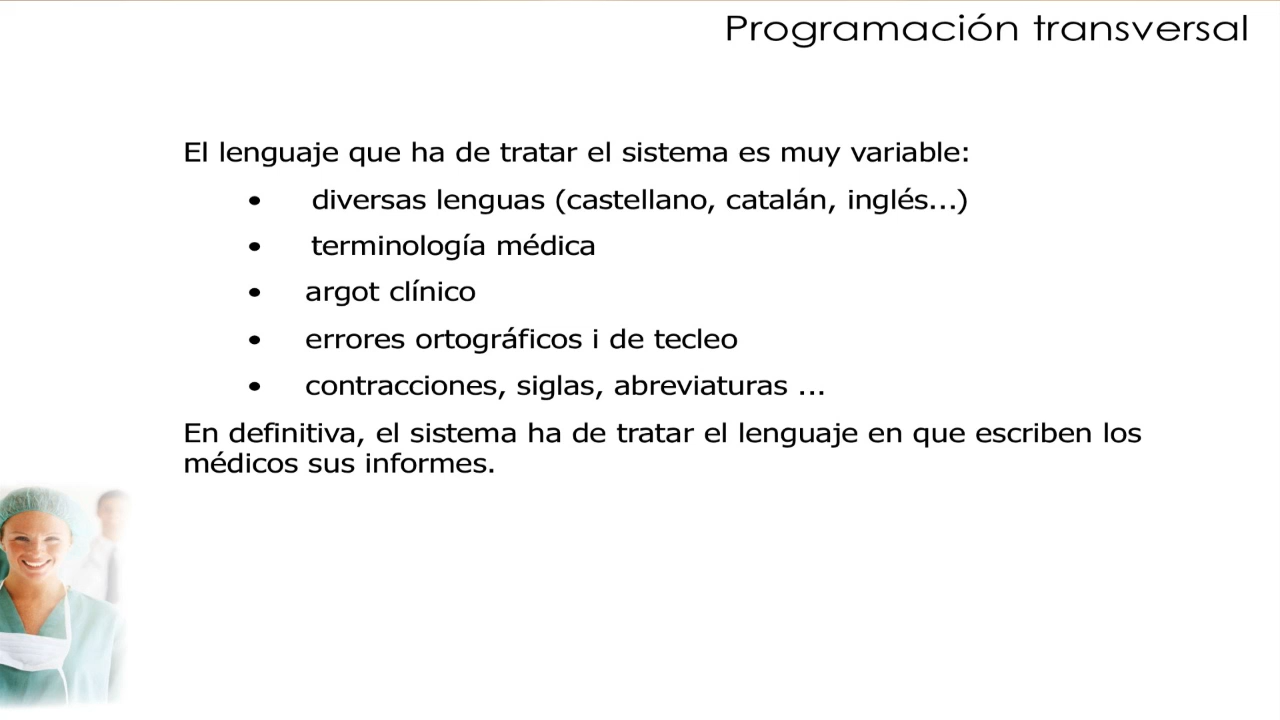 Programación transversal
El lenguaje que ha de tratar el sistema es muy variable:
• diversas lenguas (castellano, catalán, inglés...)
• terminología médica
• argot clínico
• errores ortográficos i de tecleo
• contracciones, siglas, abreviaturas ...
En definitiva, el sistema ha de tratar el lenguaje en que escriben los
médicos sus informes.